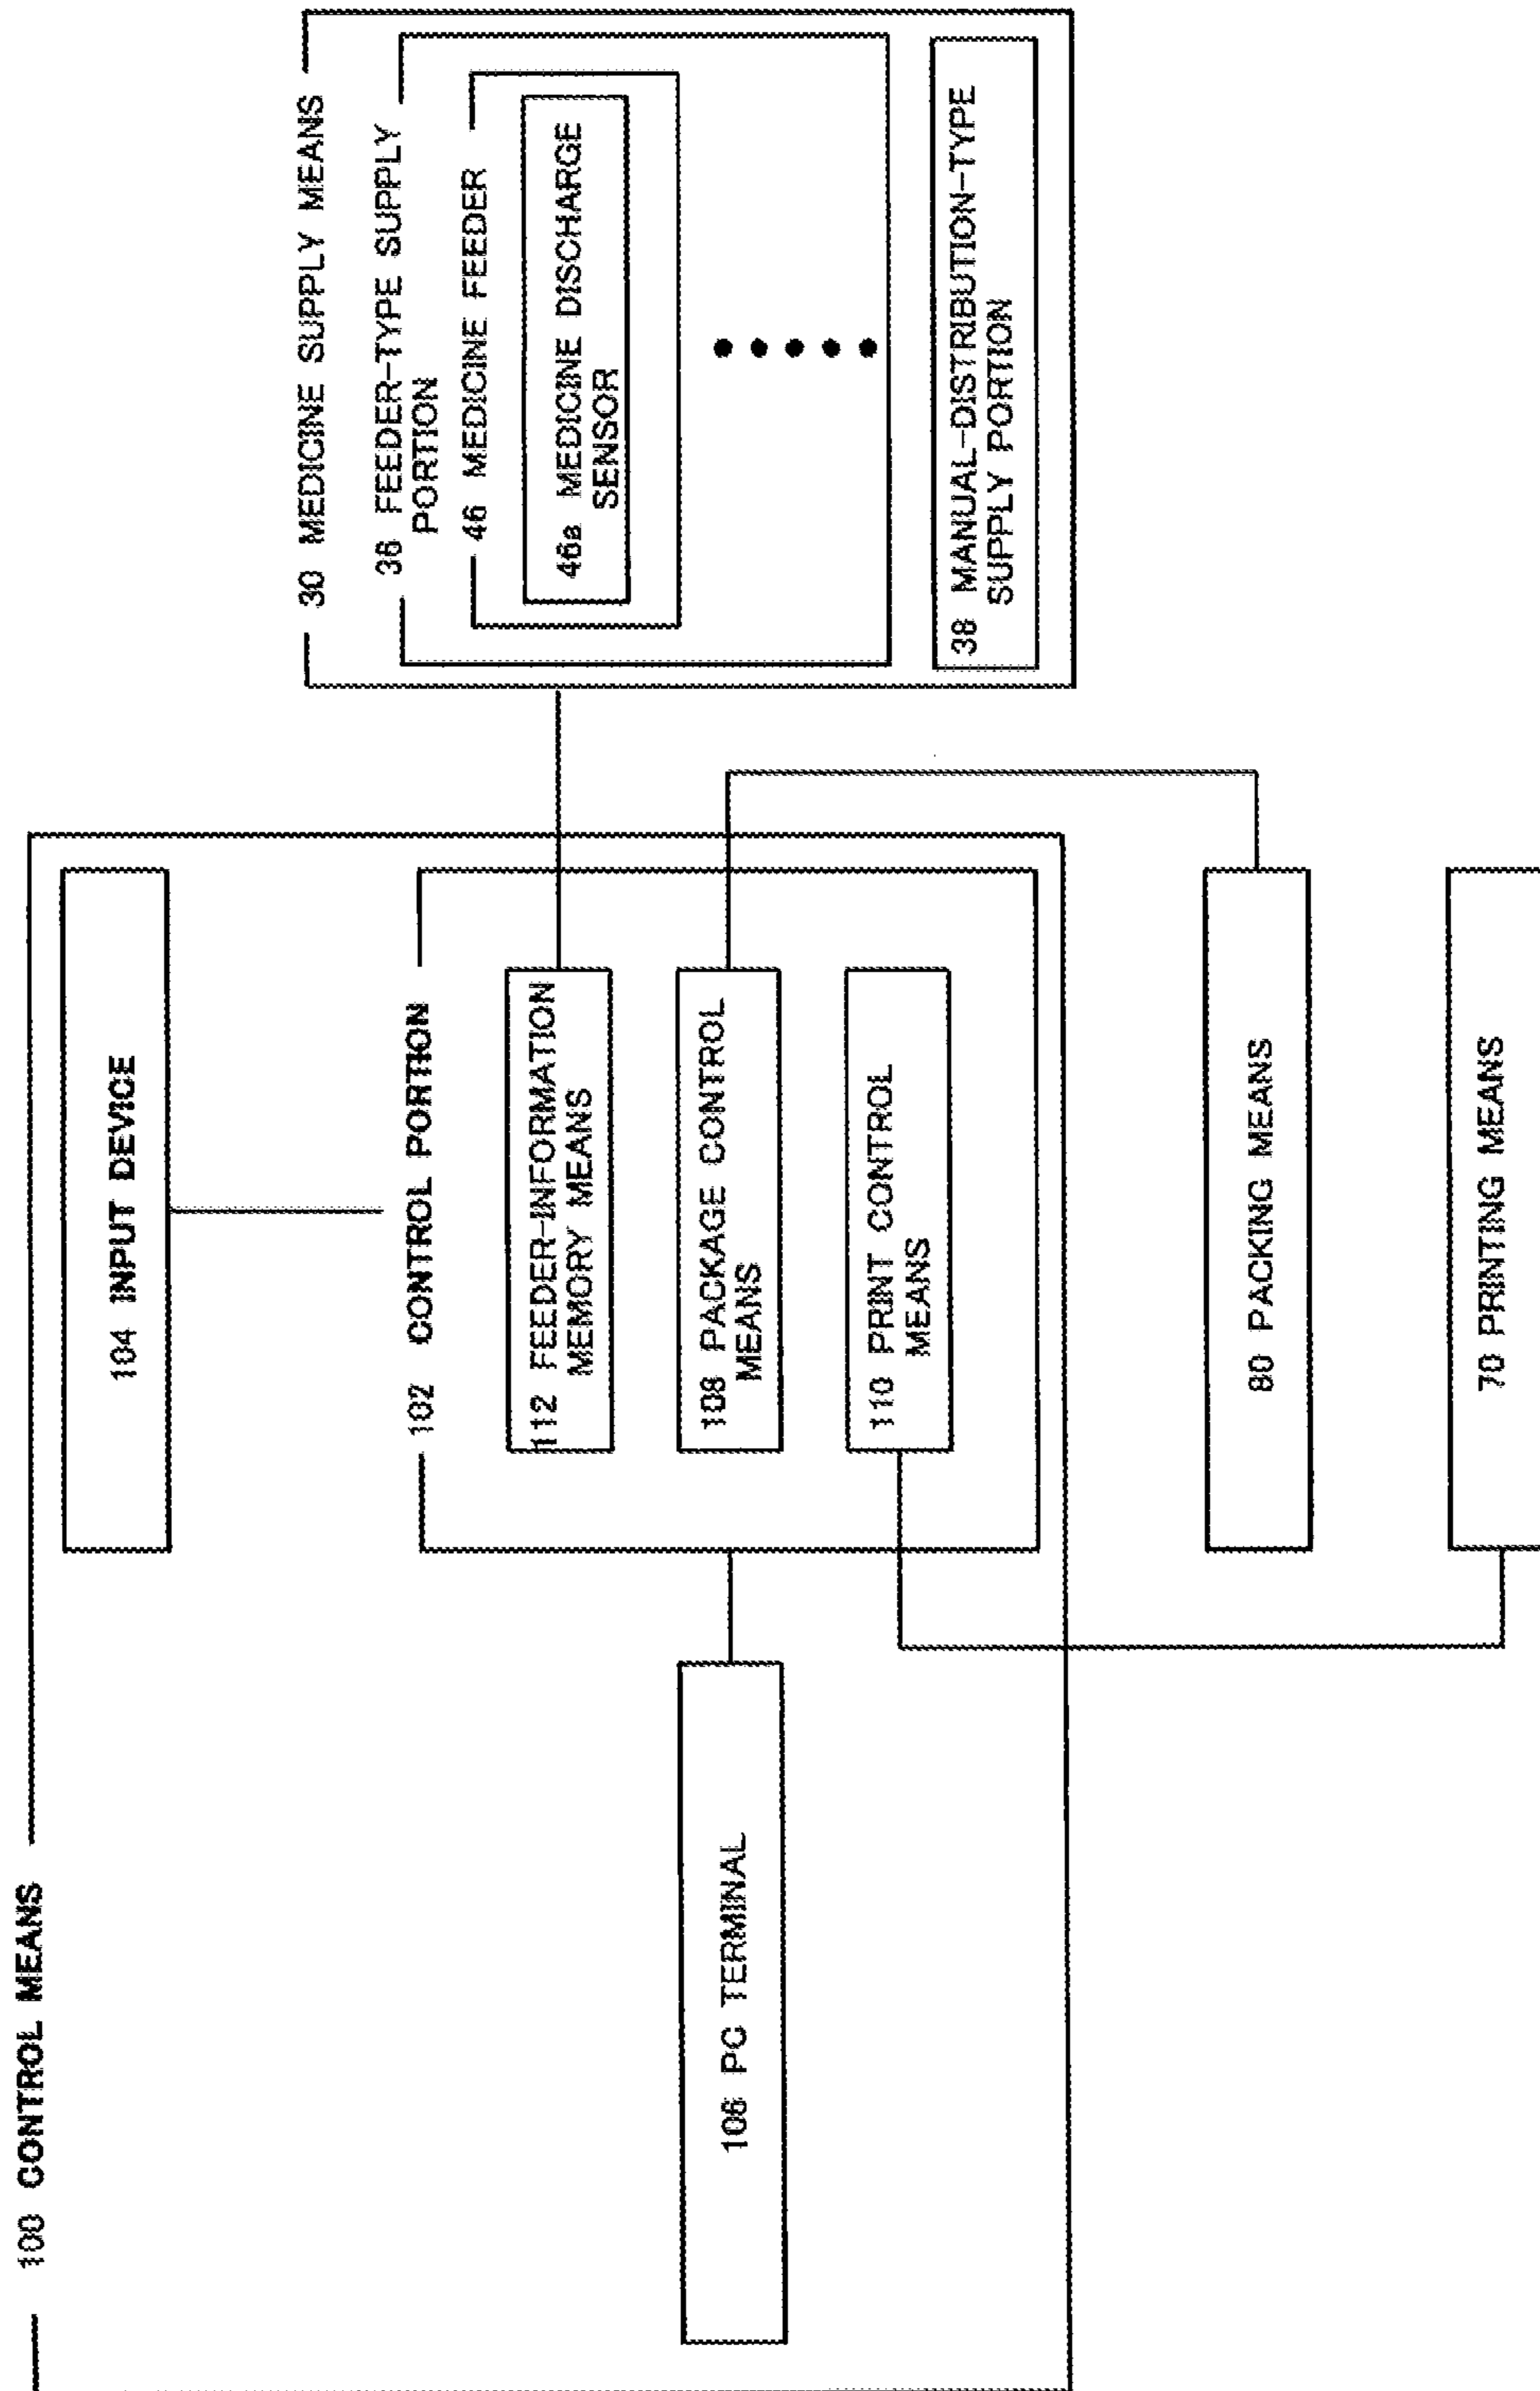 100 CONTROL MEANS
104 INPUT DEVICE
102 CONTROL PORTION
112 FEEDER-INFORMATION
MEMORY MEANS
108 PACKAGE CONTROL
MEANS
110 PRINT CONTROL
MEANS
106 PC TERMINAL
80 PACKING MEANS
70 PRINTING MEANS
30 MEDICINE SUPPLY MEANS
36 FEEDER-TYPE SUPPLY
PORTION
46 MEDICINE FEEDER
46a MEDICINE DISCHARGE
SENSOR
38 MANUAL-DISTRIBUTION-TYPE
SUPPLY PORTION